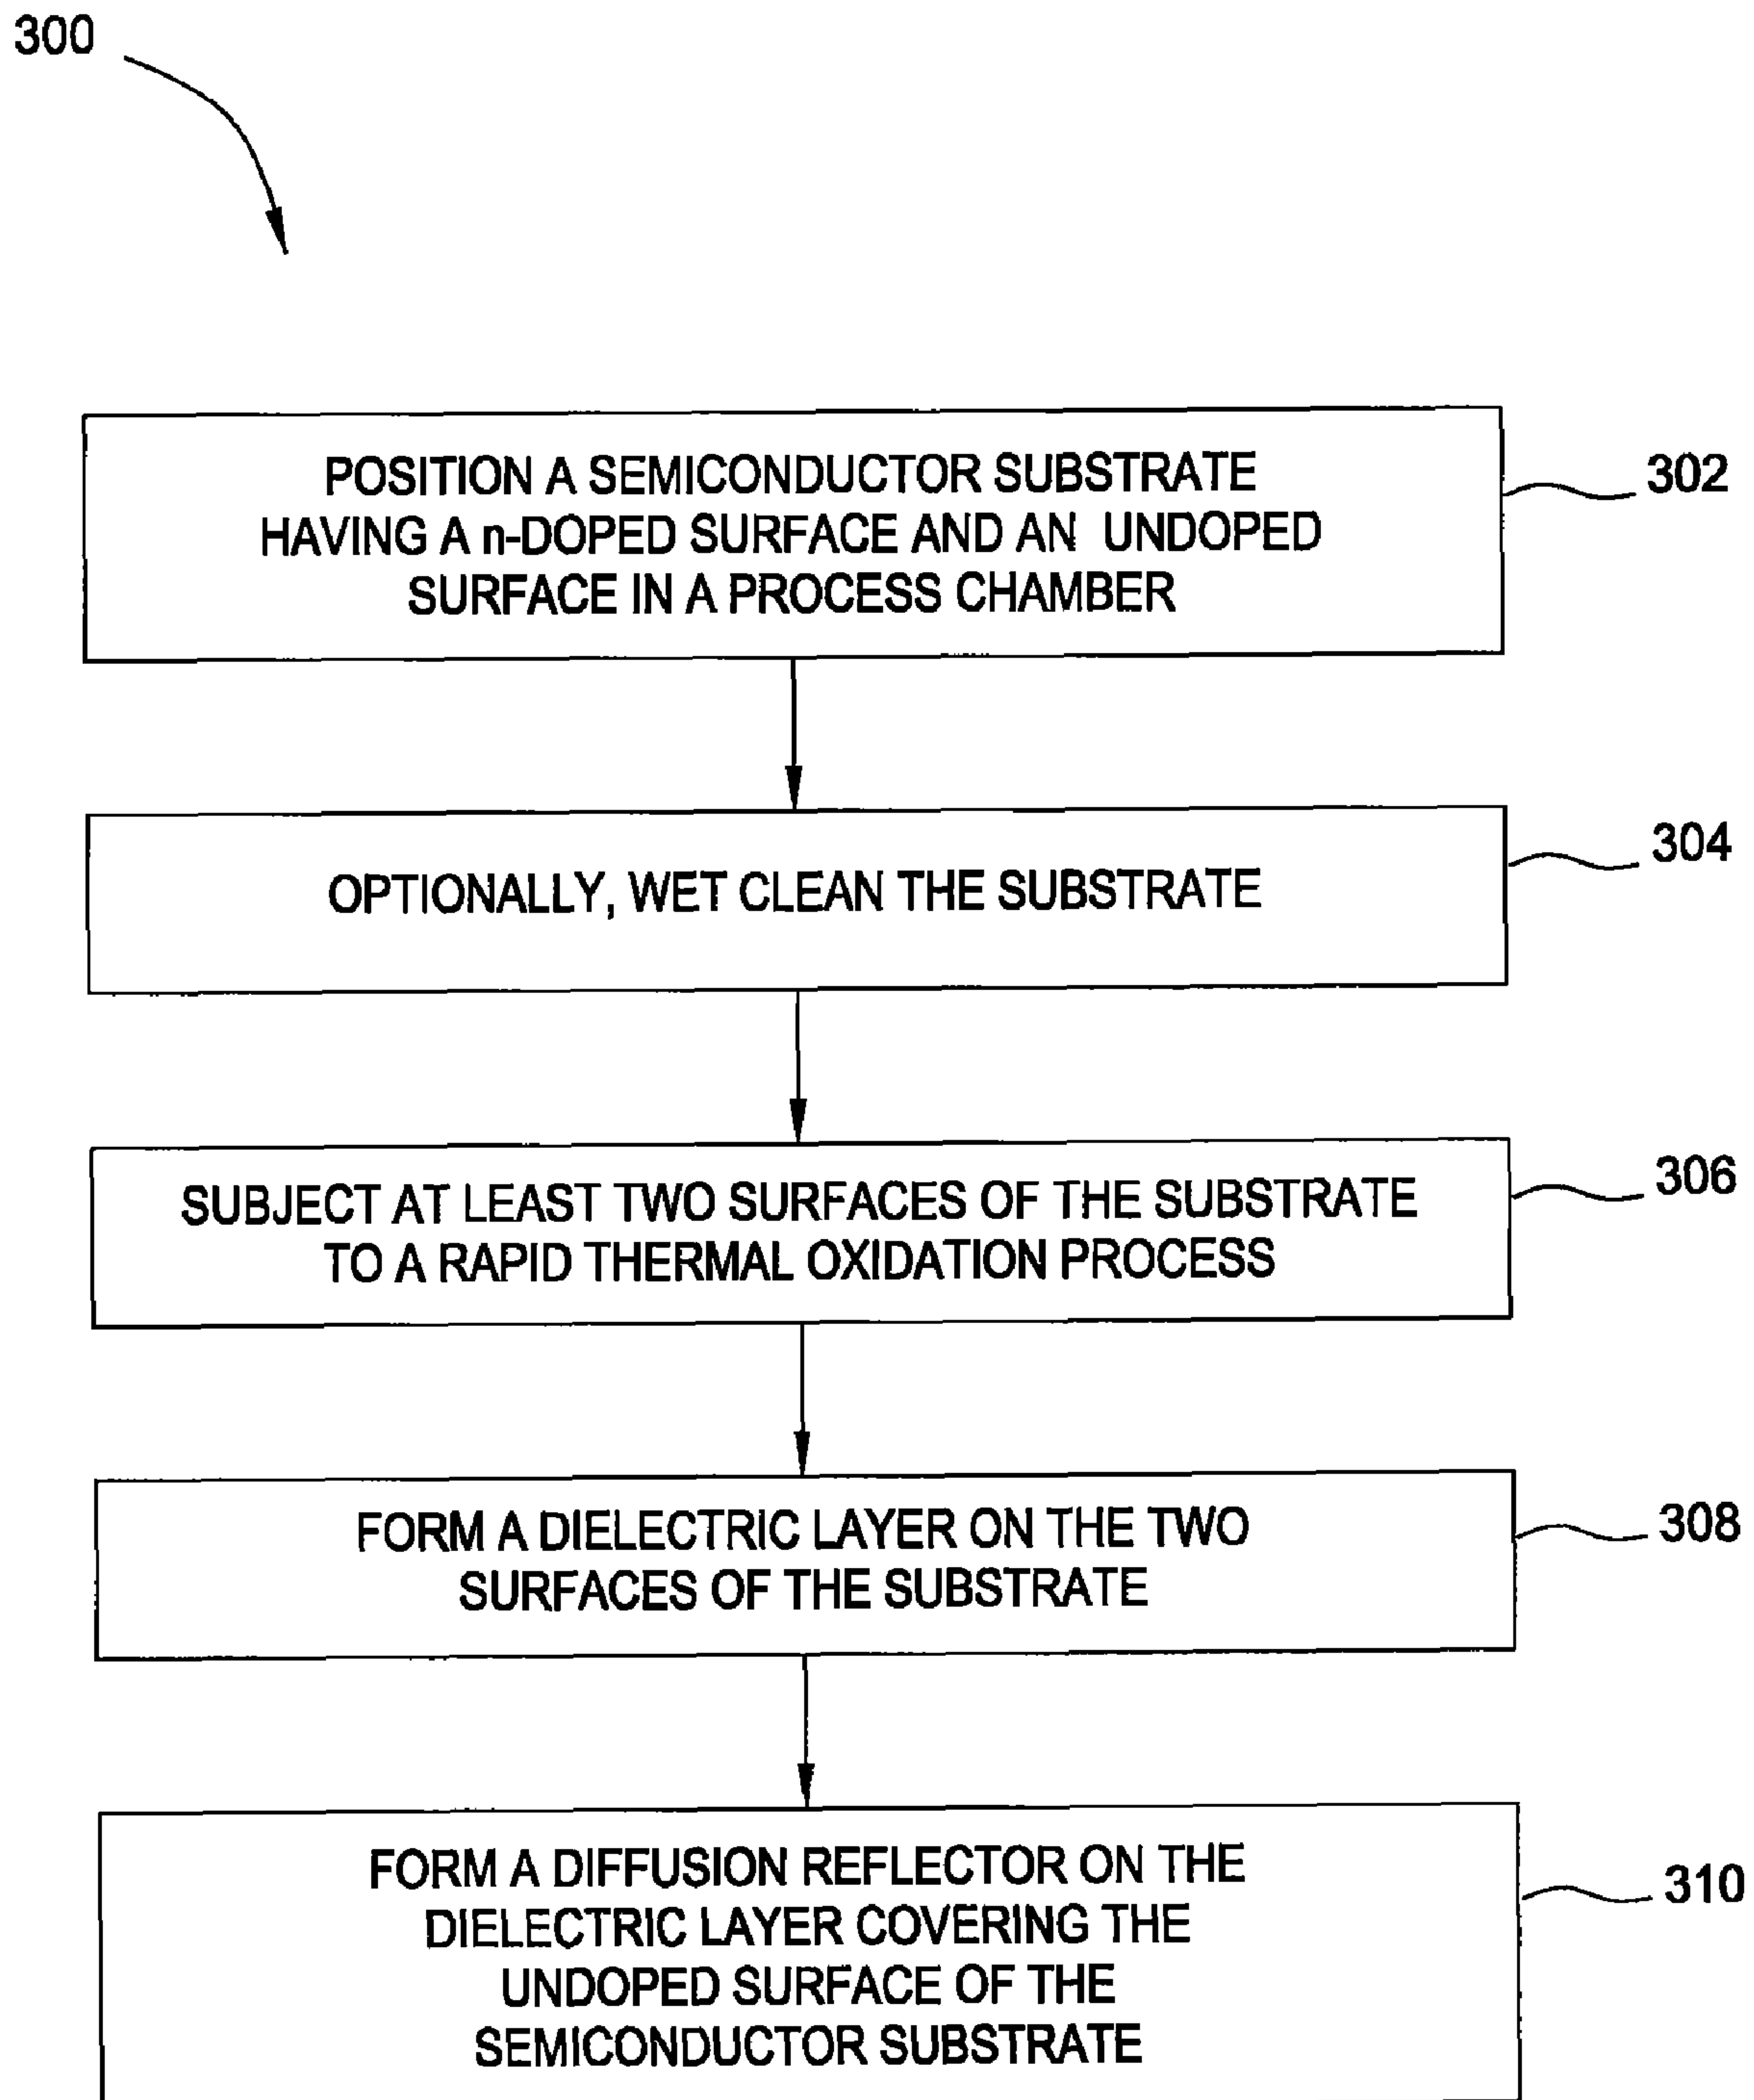 300
POSITION A SEMICONDUCTOR SUBSTRATE
HAVING A n-DOPED SURFACE AND AN UNDOPED
SURFACE IN A PROCESS CHAMBER
302
OPTIONALLY, WET CLEAN THE SUBSTRATE
304
SUBJECT AT LEAST TWO SURFACES OF THE SUBSTRATE
TO A RAPID THERMAL OXIDATION PROCESS
306
FORM A DIELECTRIC LAYER ON THE TWO
SURFACES OF THE SUBSTRATE
308
FORM A DIFFUSION REFLECTOR ON THE
DIELECTRIC LAYER COVERING THE
UNDOPED SURFACE OF THE
SEMICONDUCTOR SUBSTRATE
310